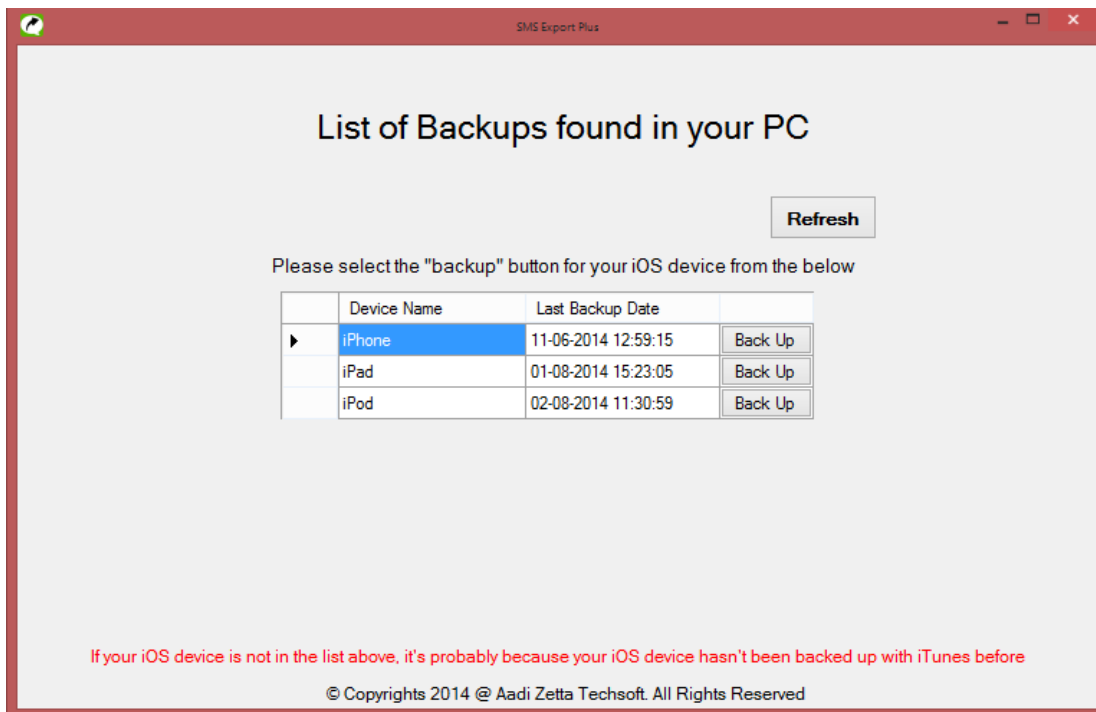 SMS Export Plus
List of Backups found in your PC
Refresh
Please select the "backup" button for your iOS device from the below
Device Name Last Backup Date
iPhone 11-06-2014 12:59:15 Back Up
iPad 01-08-2014 15:23:05 Back Up
iPod 02-08-2014 11:30:59 Back Up
If your iOS device is not in the list above, it's probably because your iOS device hasn't been backed up with iTunes before
© Copyrights 2014 @ Aadi Zetta Techsoft. All Rights Reserved